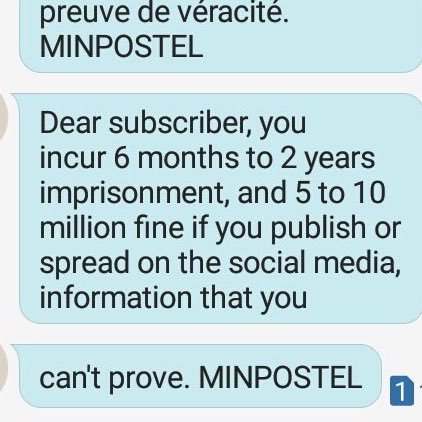 preuve de véracité.
MINPOSTEL
Dear subscriber, you
incur 6 months to 2 years
imprisonment, and 5 to 10
million fine if you publish or
spread on the social media,
information that you
can't prove. MINPOSTEL
1